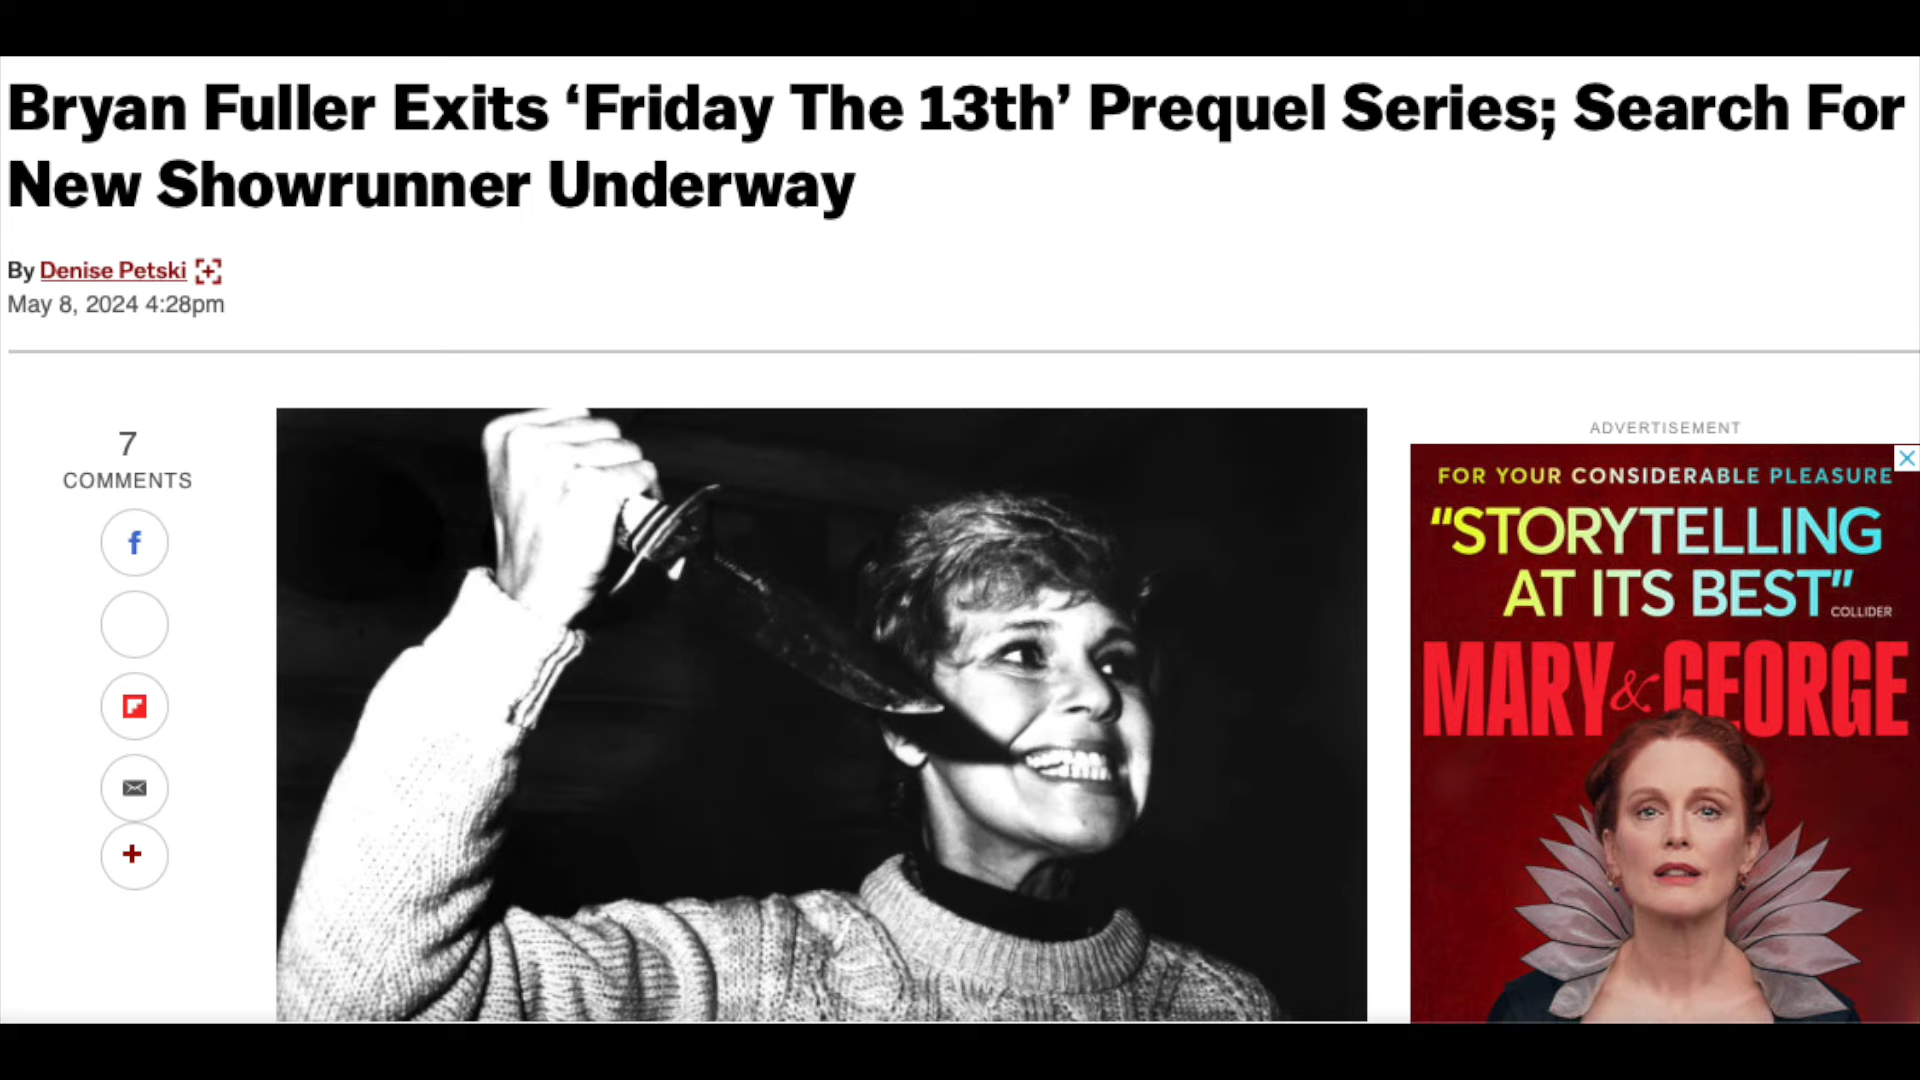 Bryan Fuller Exits ‘Friday The 13th’ Prequel Series; Search For
New Showrunner Underway
By Denise Petski
May 8, 2024 4:28pm
7
COMMENTS
ADVERTISEMENT
FOR YOUR CONSIDERABLE PLEASURE
“STORYTELLING
AT ITS BEST”
COLLIDER
MARY & GEORGE